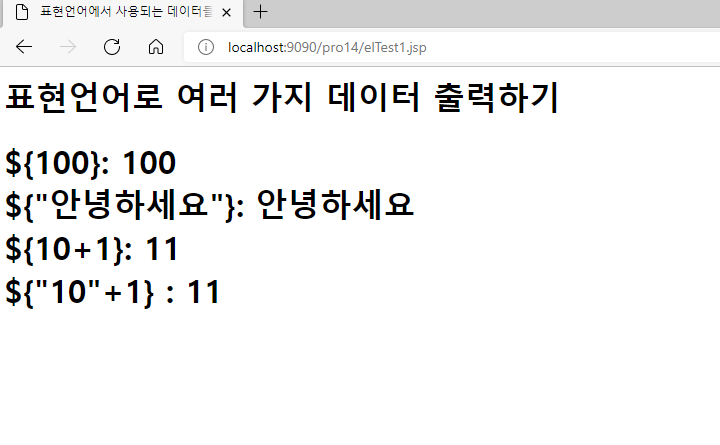 표현언어에서 사용되는 데이터들
localhost:9090/pro14/elTest1.jsp
표현언어로 여러 가지 데이터 출력하기
${100}: 100
${"안녕하세요"}: 안녕하세요
${10+1}: 11
${"10"+1} : 11